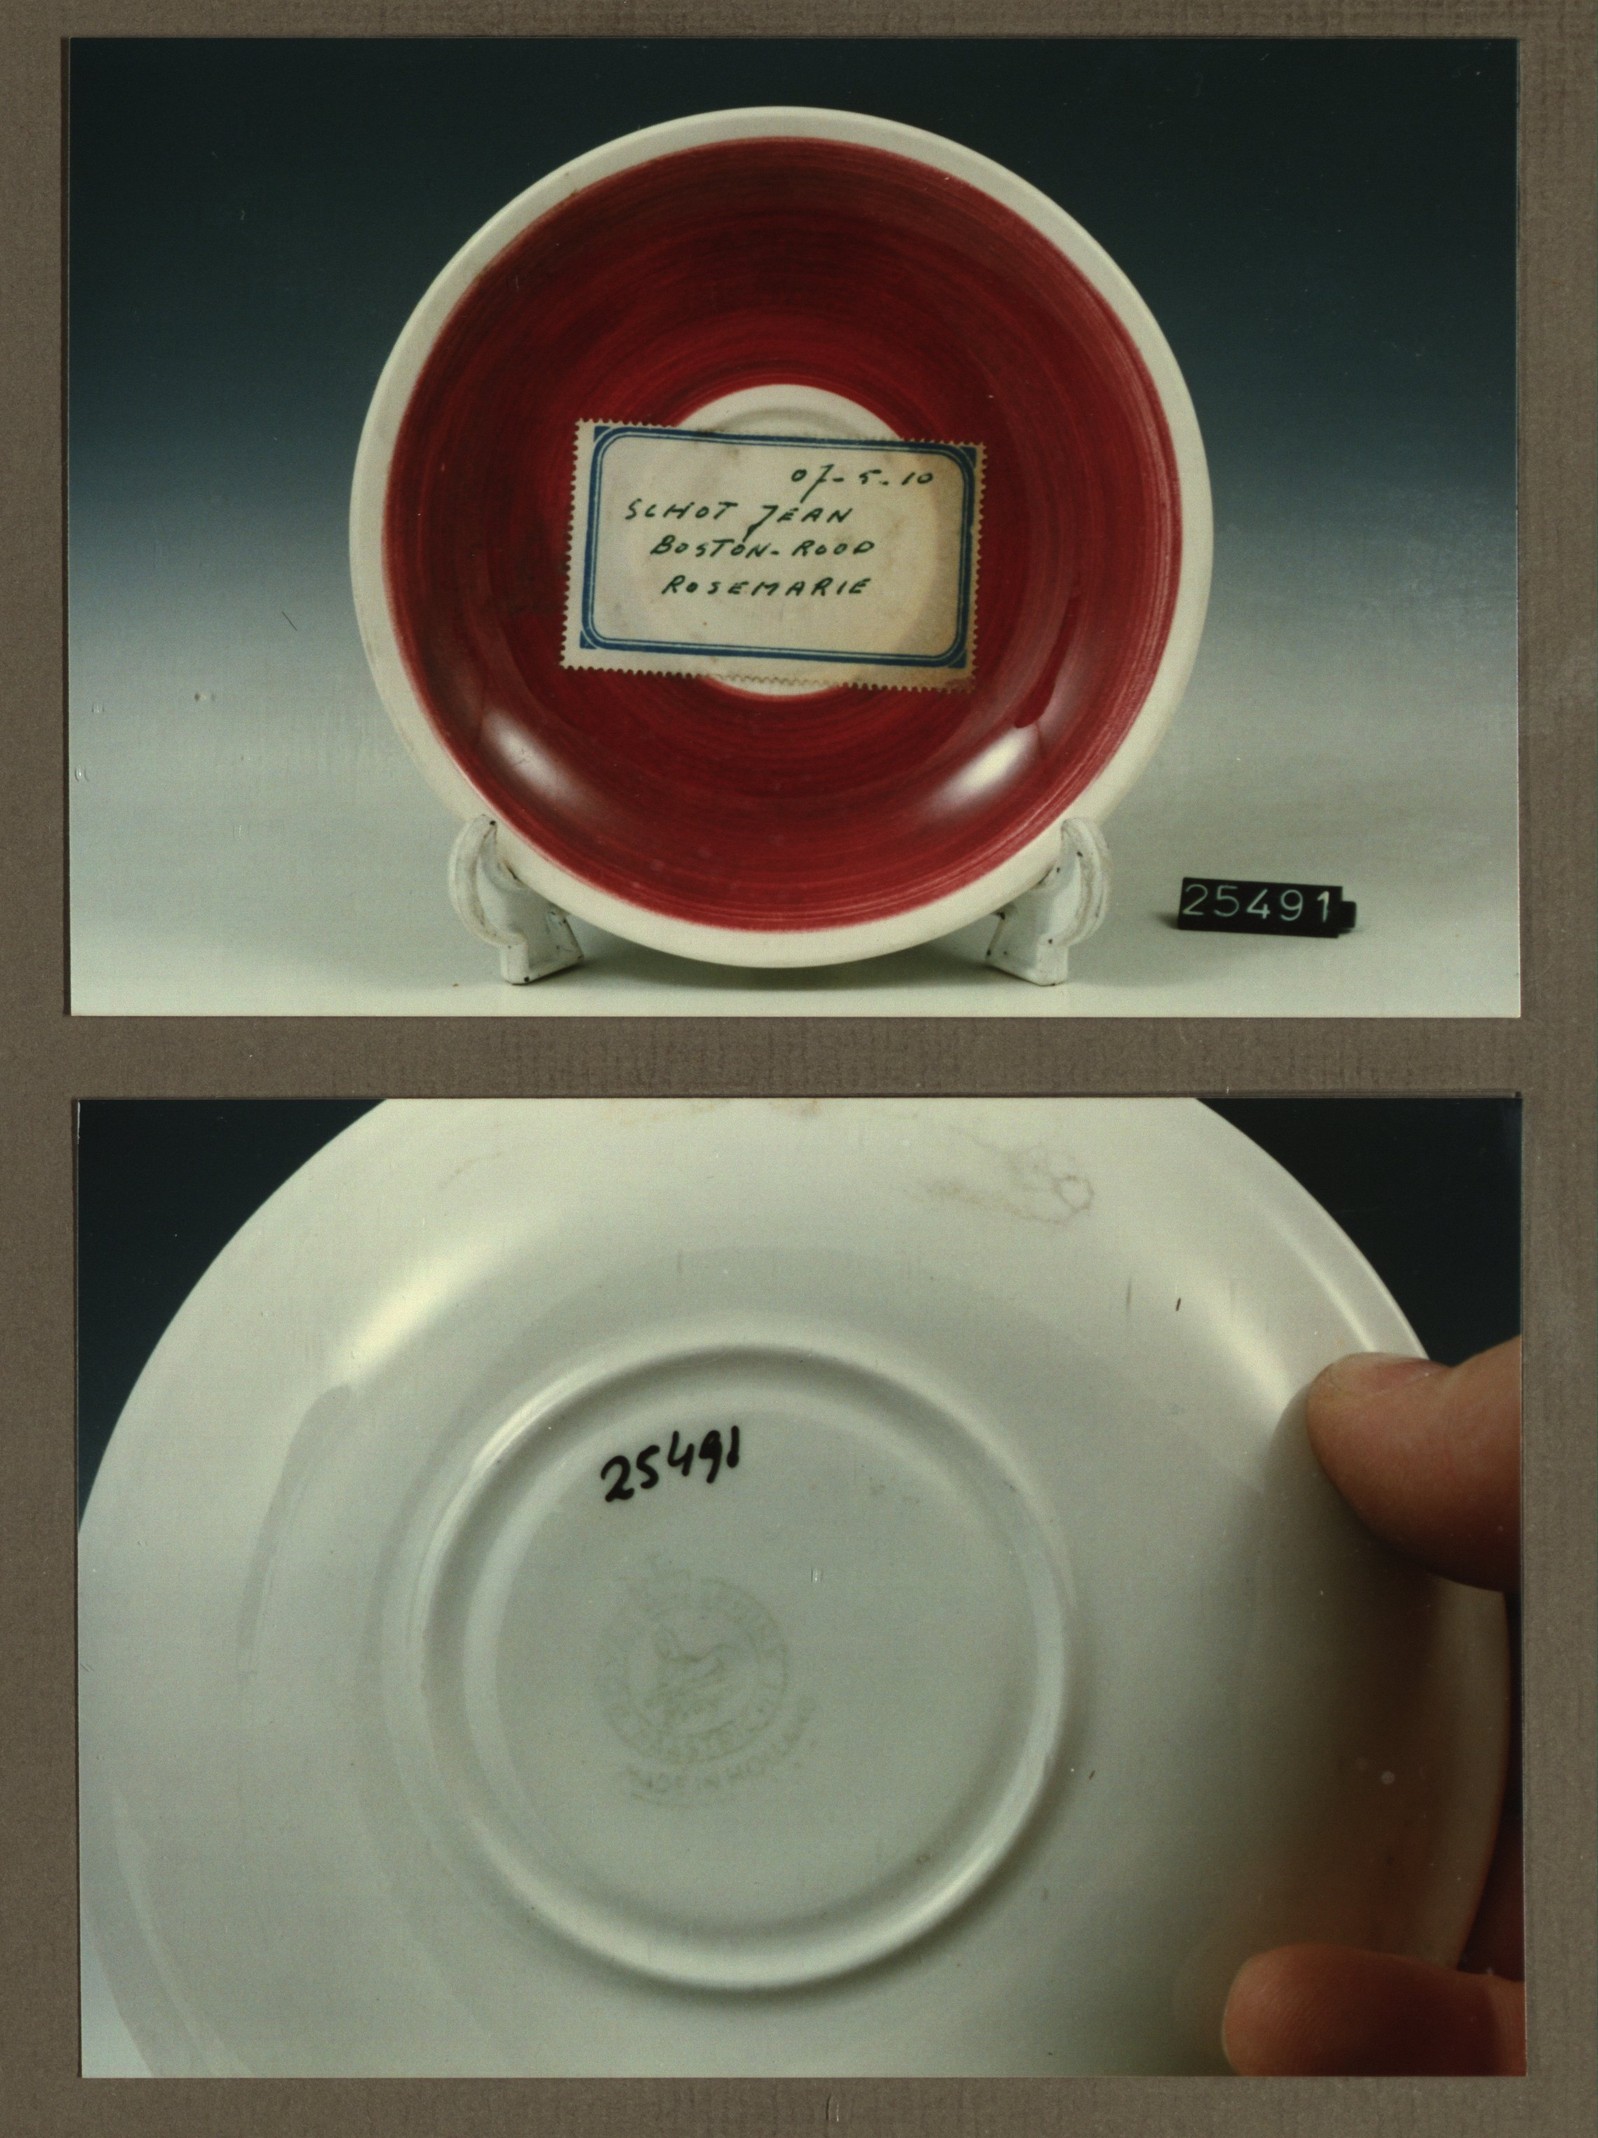 07-5.10
SCHOT JEAN
BOSTON-ROOD
ROSEMARIE
25491
25491
MADE IN HOLLAND